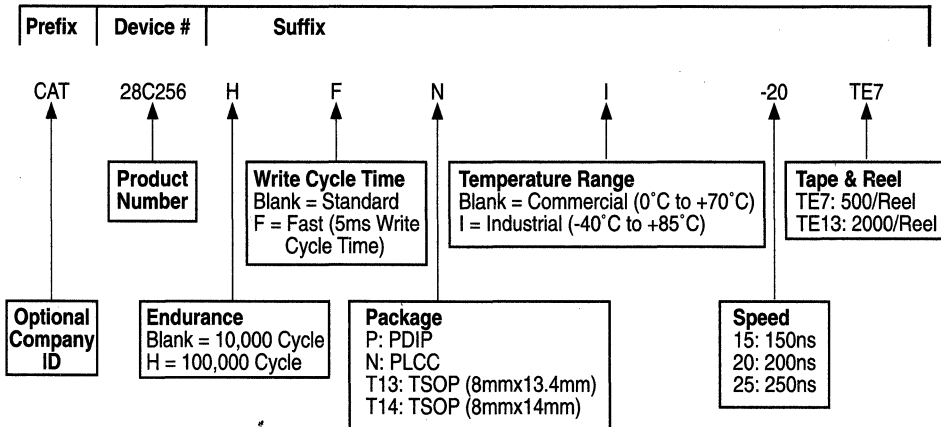 Prefix Device # Suffix
CAT 28C256 H F N I -20 TE7
Product
Number
Write Cycle Time
Blank = Standard
F = Fast (5ms Write
Cycle Time)
Temperature Range
Blank = Commercial (0˚C to +70˚C)
I = Industrial (-40˚C to +85˚C)
Tape & Reel
TE7: 500/Reel
TE13: 2000/Reel
Optional
Company
ID
Endurance
Blank = 10,000 Cycle
H = 100,000 Cycle
Package
P: PDIP
N: PLCC
T13: TSOP (8mmx13.4mm)
T14: TSOP (8mmx14mm)
Speed
15: 150ns
20: 200ns
25: 250ns